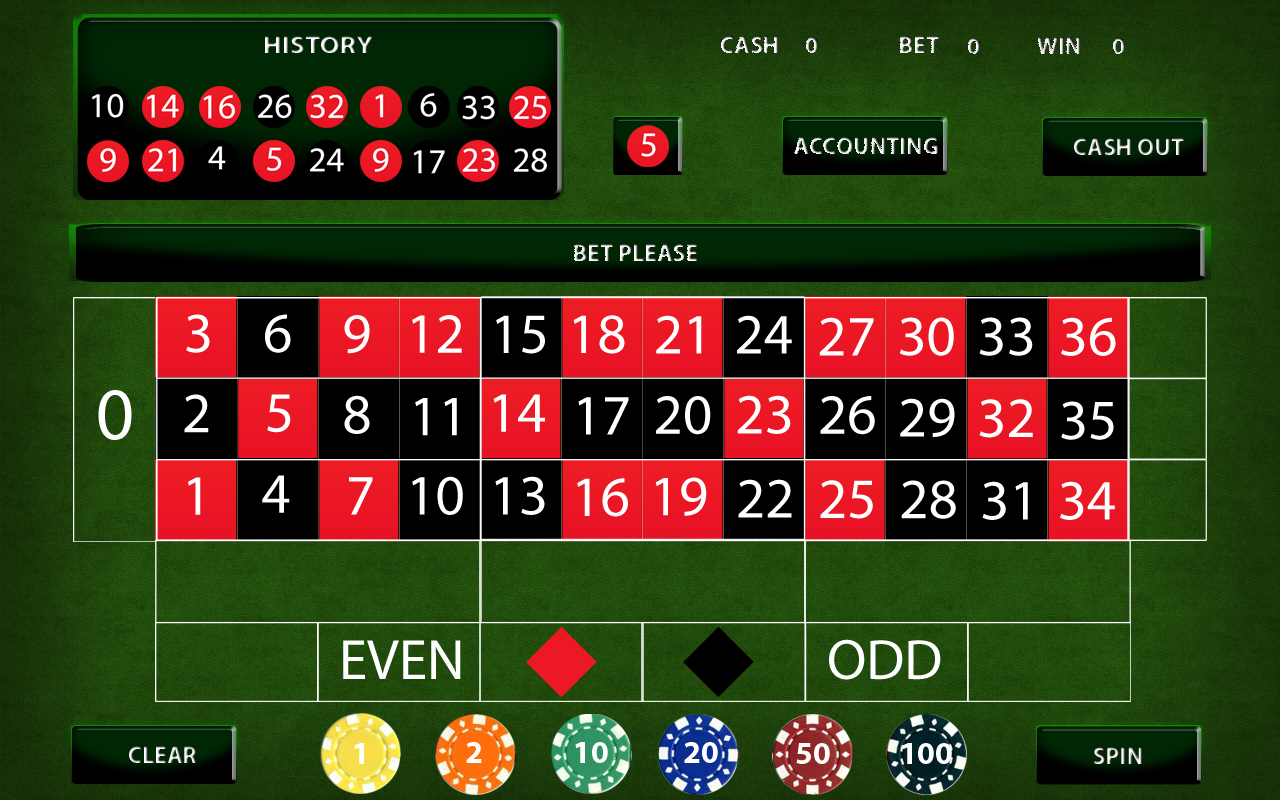 HISTORY
CASH 0 BET 0 WIN 0
10 14 16 26 32 1 6 33 25
9 21 4 5 24 9 17 23 28
5
ACCOUNTING
CASH OUT
BET PLEASE
3 6 9 12 15 18 21 24 27 30 33 36
0
2 5 8 11 14 17 20 23 26 29 32 35
1 4 7 10 13 16 19 22 25 28 31 34
EVEN ODD
CLEAR 1 2 10 20 50 100 SPIN